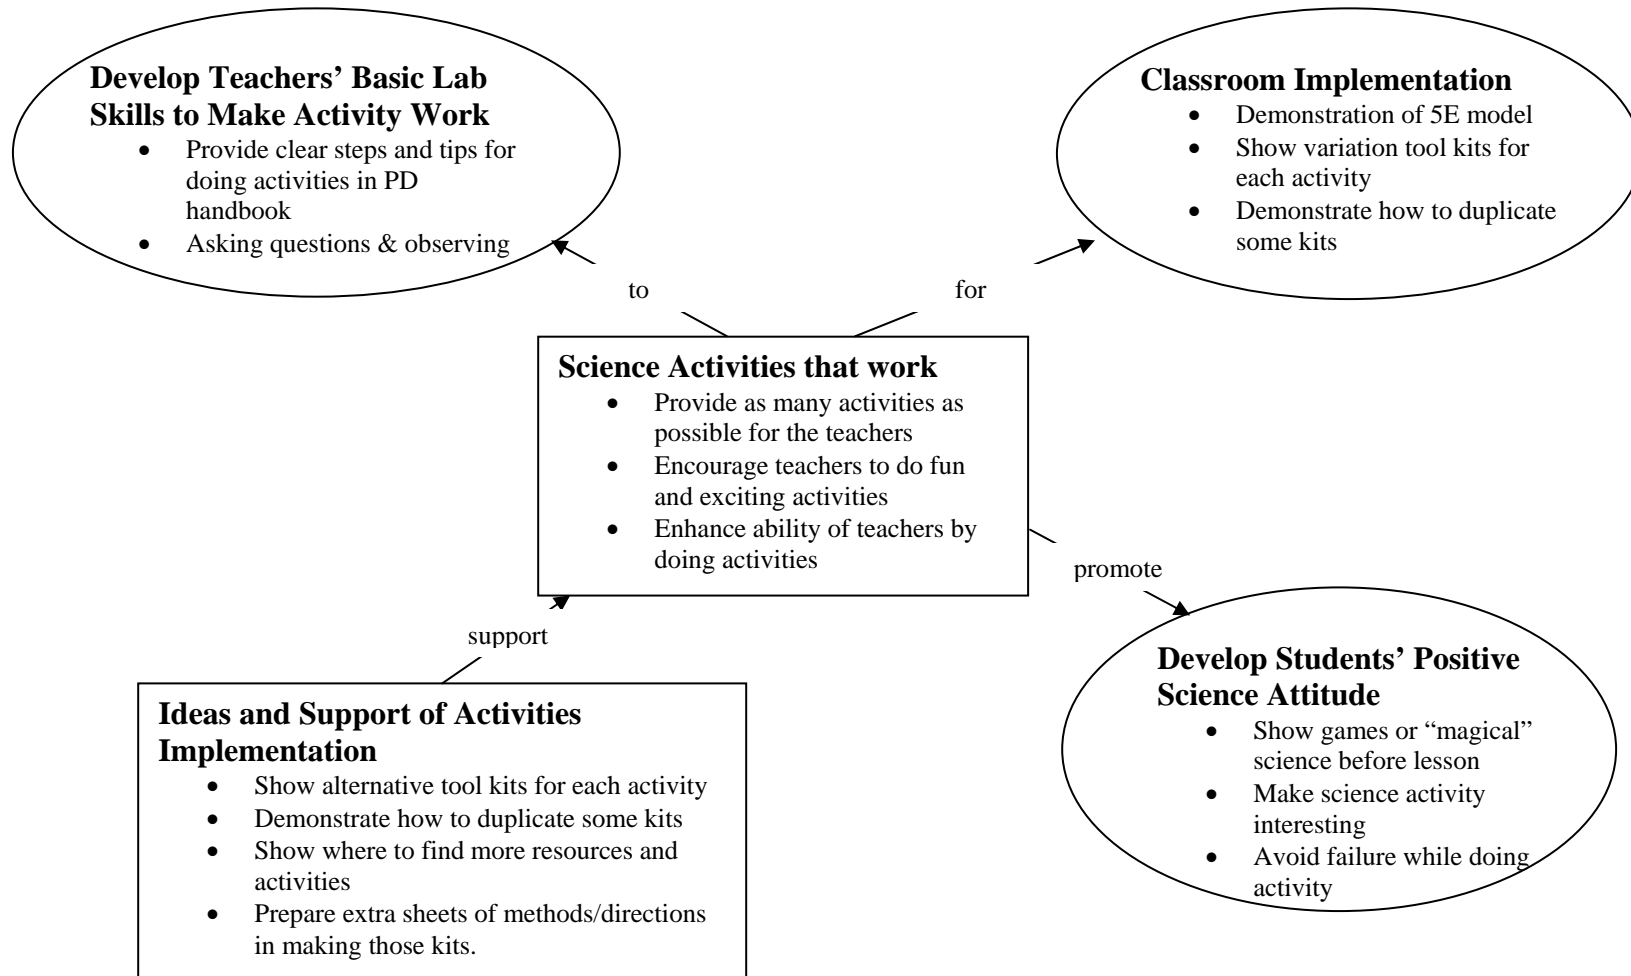 Develop Teachers’ Basic Lab
Skills to Make Activity Work
• Provide clear steps and tips for
doing activities in PD
handbook
• Asking questions & observing
Classroom Implementation
• Demonstration of 5E model
• Show variation tool kits for
each activity
• Demonstrate how to duplicate
some kits
to
for
Science Activities that work
• Provide as many activities as
possible for the teachers
• Encourage teachers to do fun
and exciting activities
• Enhance ability of teachers by
doing activities
promote
support
Ideas and Support of Activities
Implementation
• Show alternative tool kits for each activity
• Demonstrate how to duplicate some kits
• Show where to find more resources and
activities
• Prepare extra sheets of methods/directions
in making those kits.
Develop Students’ Positive
Science Attitude
• Show games or “magical”
science before lesson
• Make science activity
interesting
• Avoid failure while doing
activity